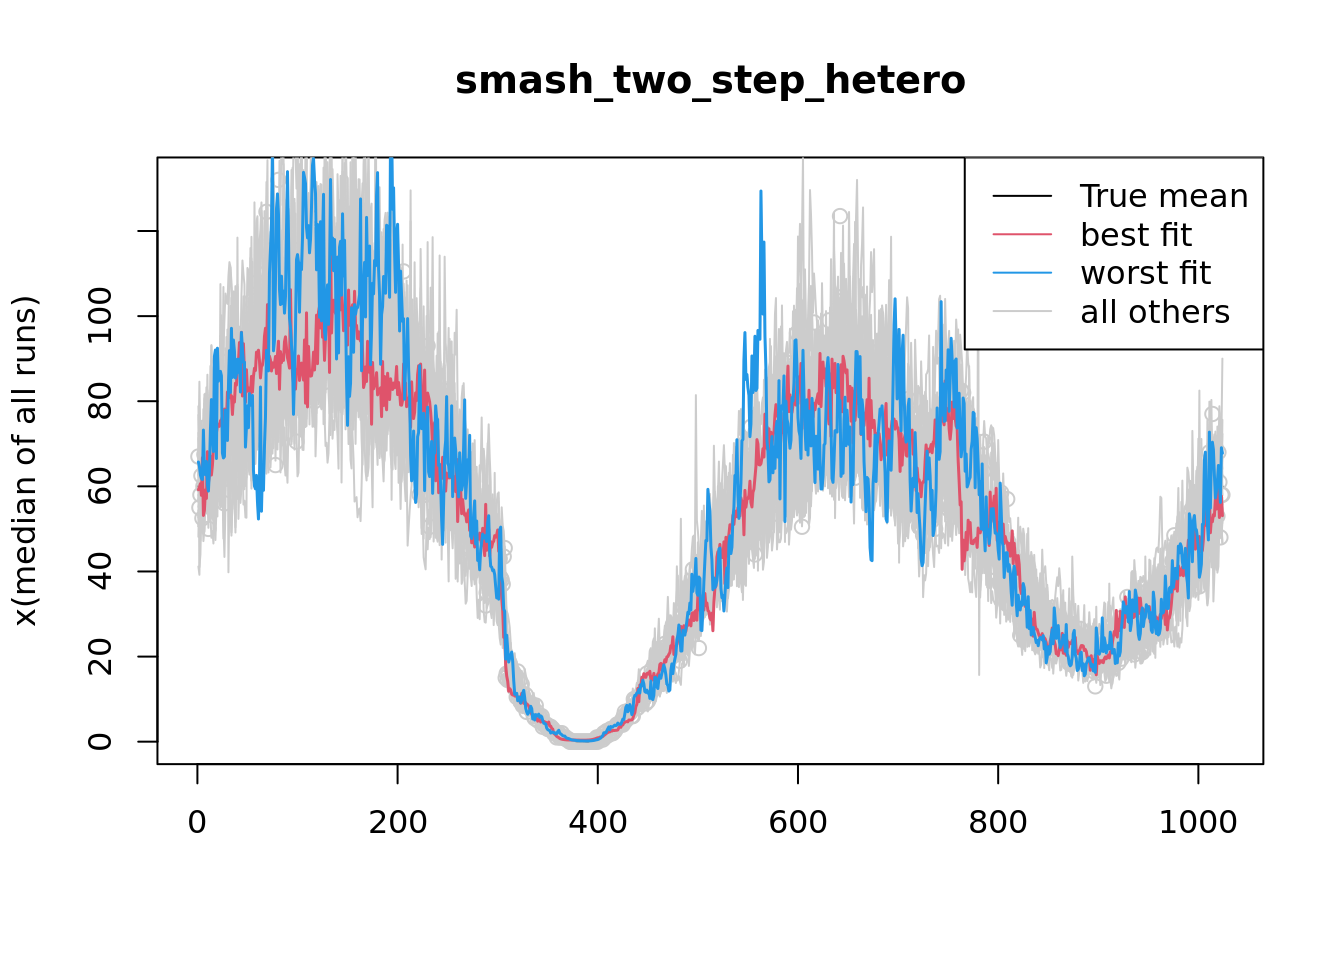 smash_two_step_hetero
x(median of all runs)
0
20
40
60
80
100
0
200
400
600
800
1000
True mean
best fit
worst fit
all others